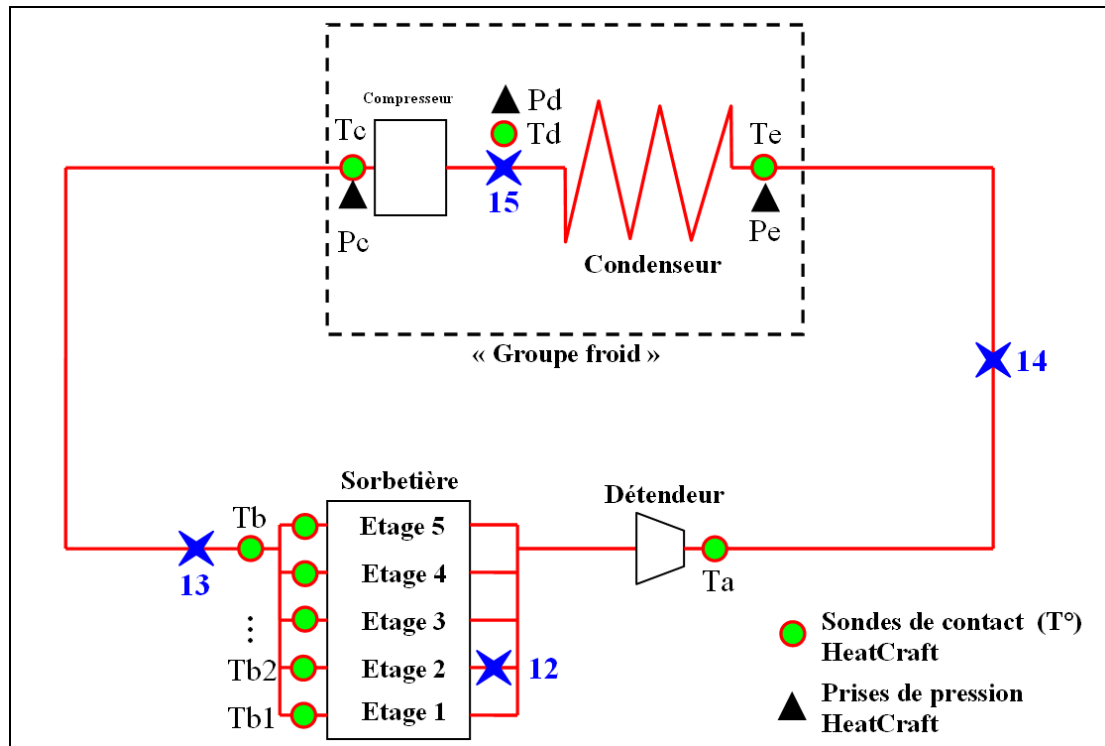 Compresseur
Pd
Tc
Td
Te
15
Pc
Pe
Condenseur
« Groupe froid »
14
Sorbetière
Détendeur
Tb
Etage 5
13
Etage 4
Ta
...
Etage 3
Tb2
Etage 2
12
Tb1
Etage 1
Sondes de contact (T°)
HeatCraft
Prises de pression
HeatCraft